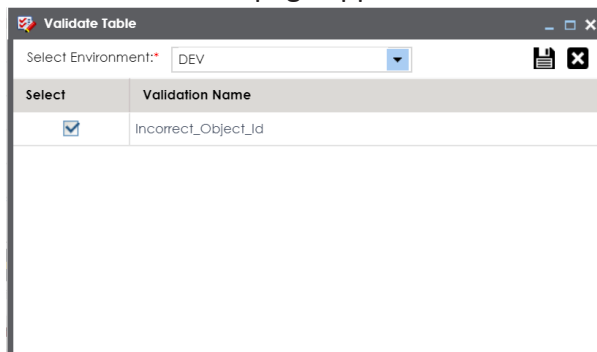 Validate Table
Select Environment:* DEV
Select Validation Name
Incorrect_Object_Id